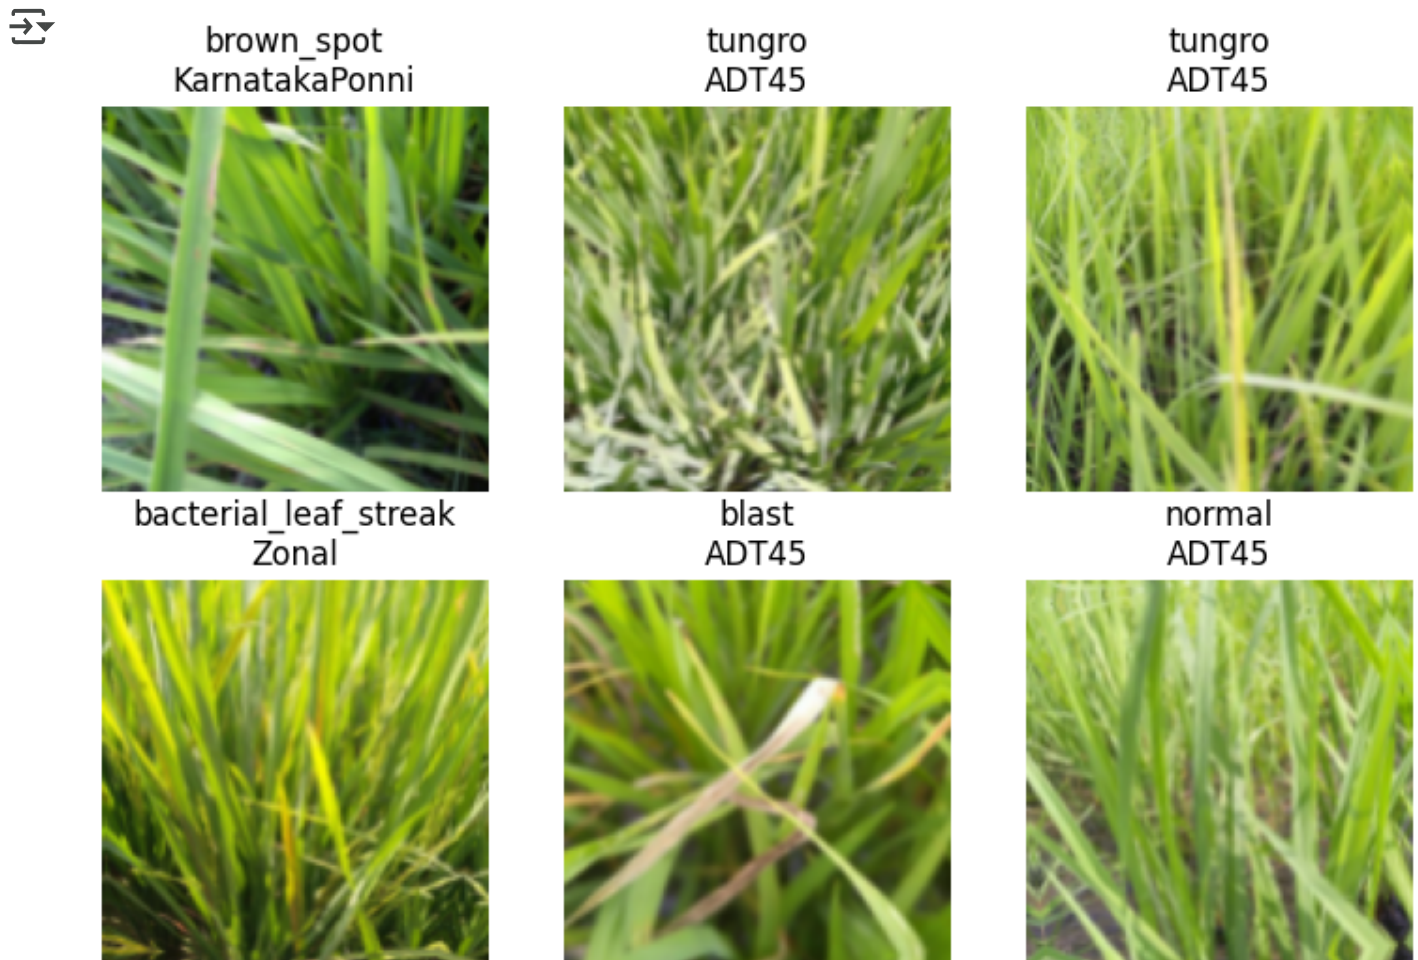 brown_spot
KarnatakaPonni
tungro
ADT45
tungro
ADT45
bacterial_leaf_streak
Zonal
blast
ADT45
normal
ADT45